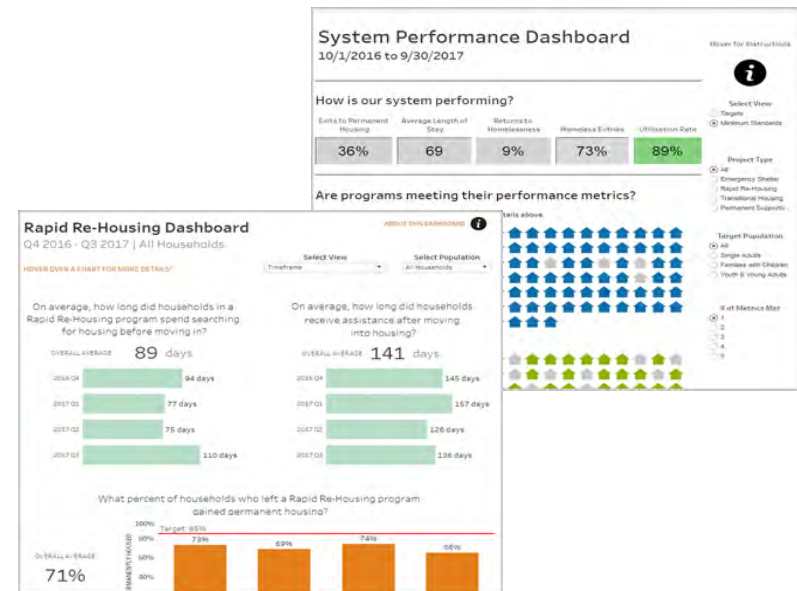 System Performance Dashboard
10/1/2016 to 9/30/2017
Hover for Instructions
i
How is our system performing?
Exits to Permanent Housing
Average Length of Stay
Returns to Homelessness
Homeless Entries
Utilization Rate
36%
69
9%
73%
89%
Select View
Targets
Minimum Standards
Project Type
All
Emergency Shelter
Rapid Re-Housing
Transitional Housing
Permanent Supportiv
Are programs meeting their performance metrics?
tails above.
Target Population
All
Single Adults
Families with Children
Youth & Young Adults
# of Metrics Met
1
2
3
4
5
Rapid Re-Housing Dashboard
ABOUT THIS DASHBOARD
i
Q4 2016 - Q3 2017 | All Households
HOVER OVER A CHART FOR MORE DETAILS!
Select View
Timeframe
Select Population
All Households
On average, how long did households in a
Rapid Re-Housing program spend searching
for housing before moving in?
OVERALL AVERAGE 89 days
2016 Q4 94 days
2017 Q1 77 days
2017 Q2 75 days
2017 Q3 110 days
On average, how long did households
receive assistance after moving
into housing?
OVERALL AVERAGE 141 days
2016 Q4 145 days
2017 Q1 157 days
2017 Q2 126 days
2017 Q3 136 days
What percent of households who left a Rapid Re-Housing program
gained permanent housing?
OVERALL AVERAGE
71%
100%
80%
60%
40%
Target: 85%
73%
69%
74%
56%